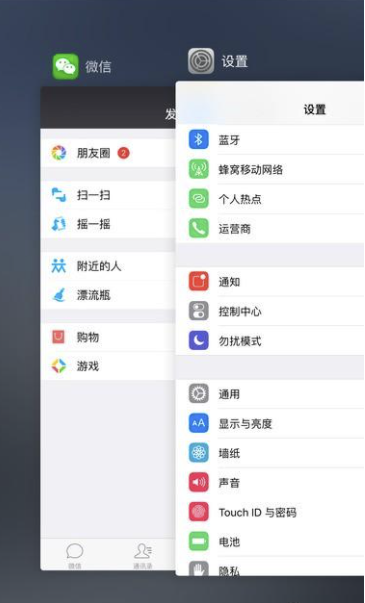 微信
设置
发
朋友圈 2
扫一扫
摇一摇
附近的人
漂流瓶
购物
游戏
微信
通讯录
设置
蓝牙
蜂窝移动网络
个人热点
运营商
通知
控制中心
勿扰模式
通用
AA 显示与亮度
墙纸
声音
Touch ID 与密码
电池
隐私